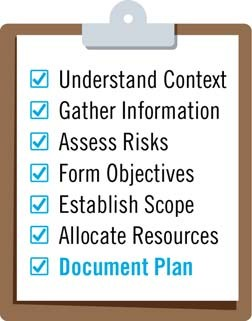 Understand Context
Gather Information
Assess Risks
Form Objectives
Establish Scope
Allocate Resources
Document Plan